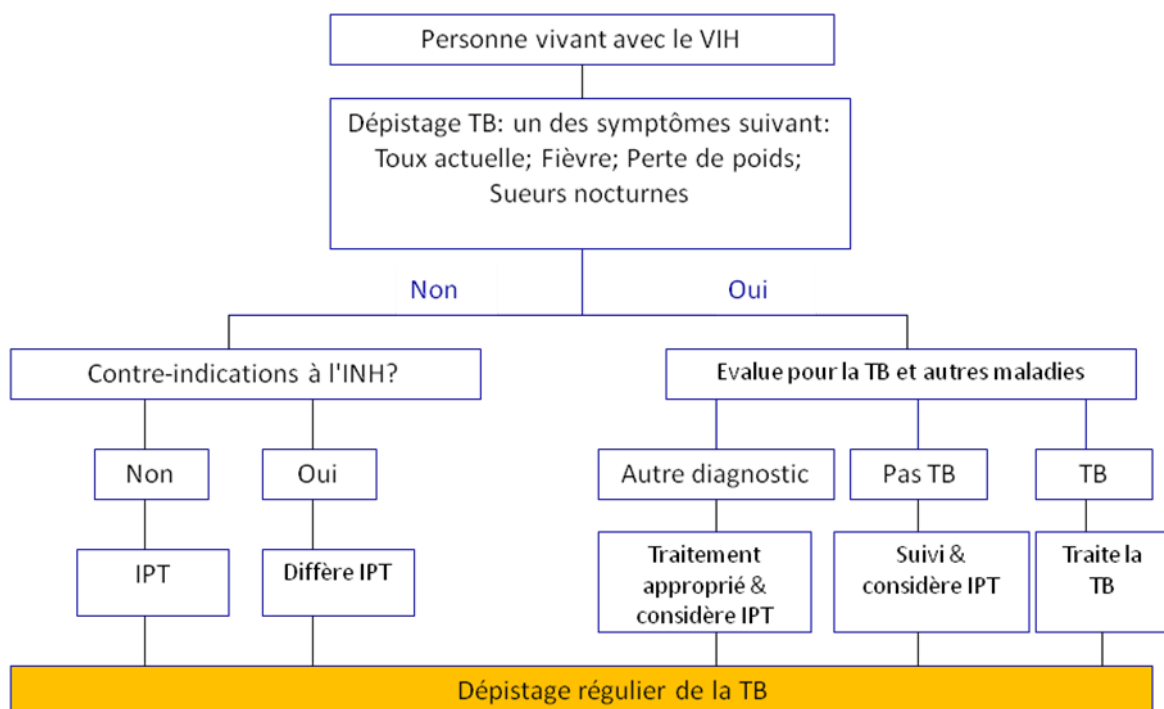 Personne vivant avec le VIH
Dépistage TB: un des symptômes suivant:
Toux actuelle; Fièvre; Perte de poids;
Sueurs nocturnes
Non
Oui
Contre-indications à l'INH?
Evalue pour la TB et autres maladies
Non
Oui
Autre diagnostic
Pas TB
TB
IPT
Diffère IPT
Traitement
approprié &
considère IPT
Suivi &
considère IPT
Traite la
TB
Dépistage régulier de la TB